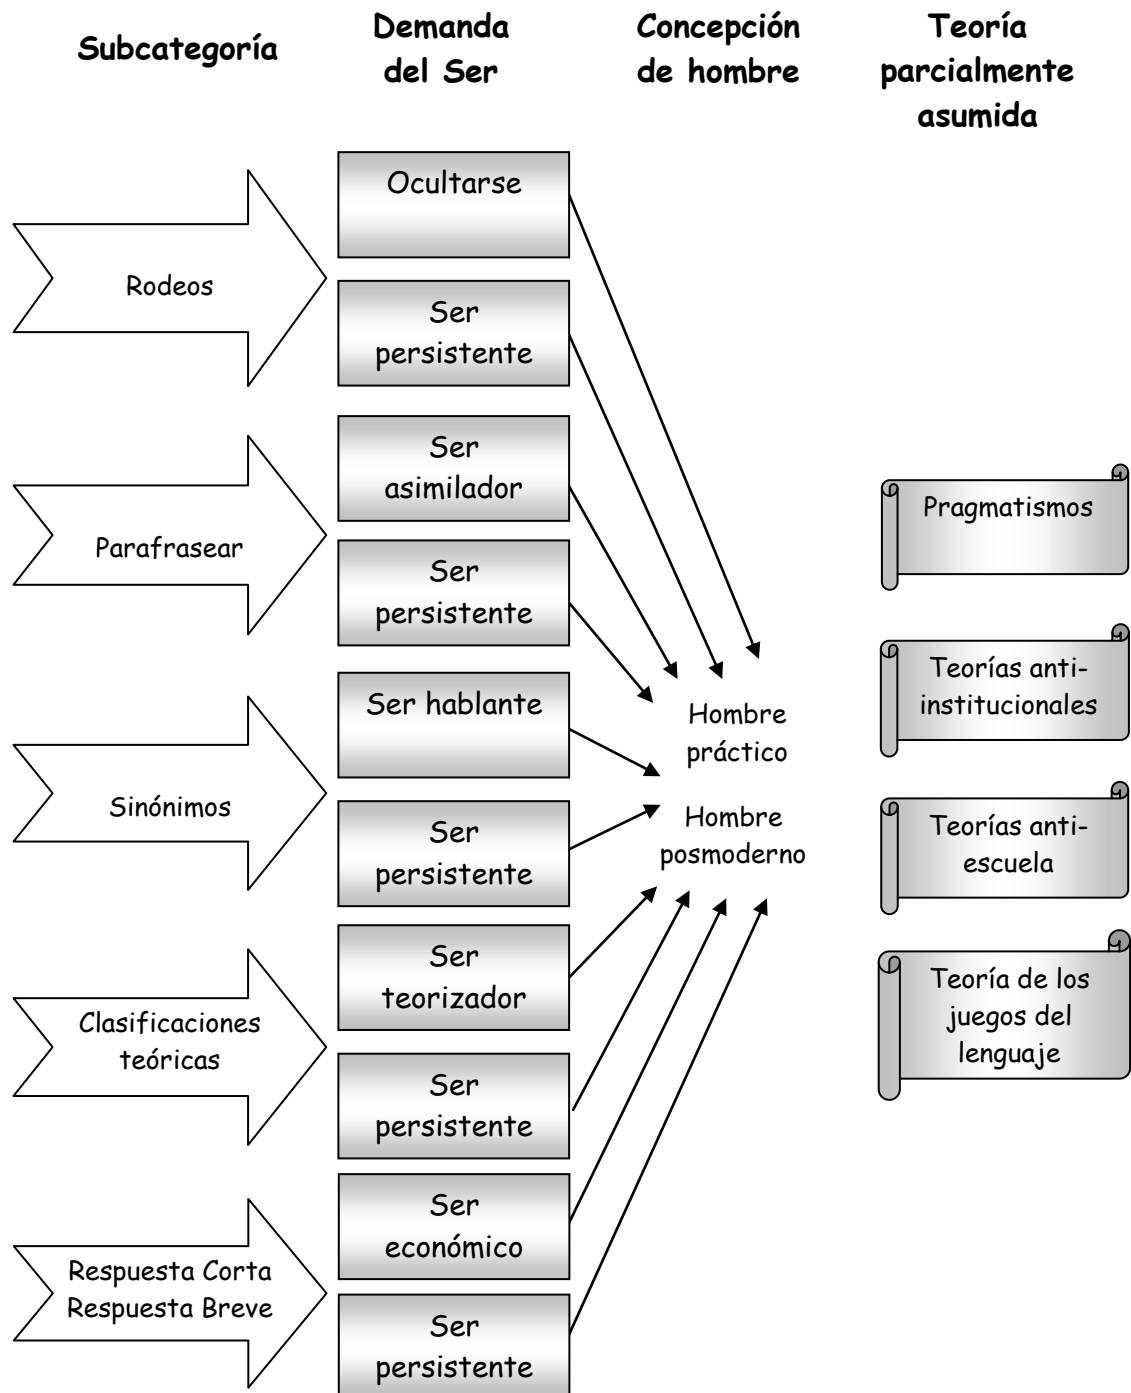 Subcategoría
Demanda
del Ser
Concepción
de hombre
Teoría
parcialmente
asumida
Rodeos
Ocultarse
Ser
persistente
Parafrasear
Ser
asimilador
Ser
persistente
Sinónimos
Ser hablante
Ser
persistente
Clasificaciones
teóricas
Ser
teorizador
Ser
persistente
Respuesta Corta
Respuesta Breve
Ser
económico
Ser
persistente
Hombre
práctico
Hombre
posmoderno
Pragmatismos
Teorías anti-
institucionales
Teorías anti-
escuela
Teoría de los
juegos del
lenguaje